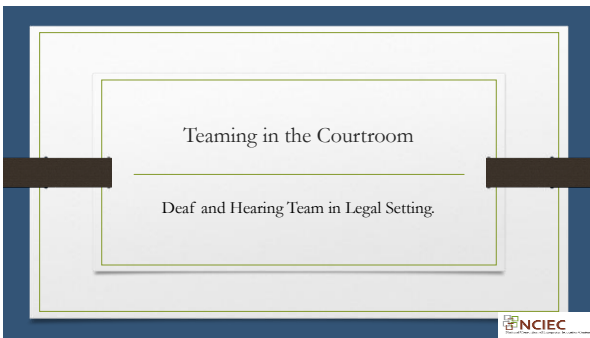 Teaming in the Courtroom
Deaf and Hearing Team in Legal Setting.
NCIEC